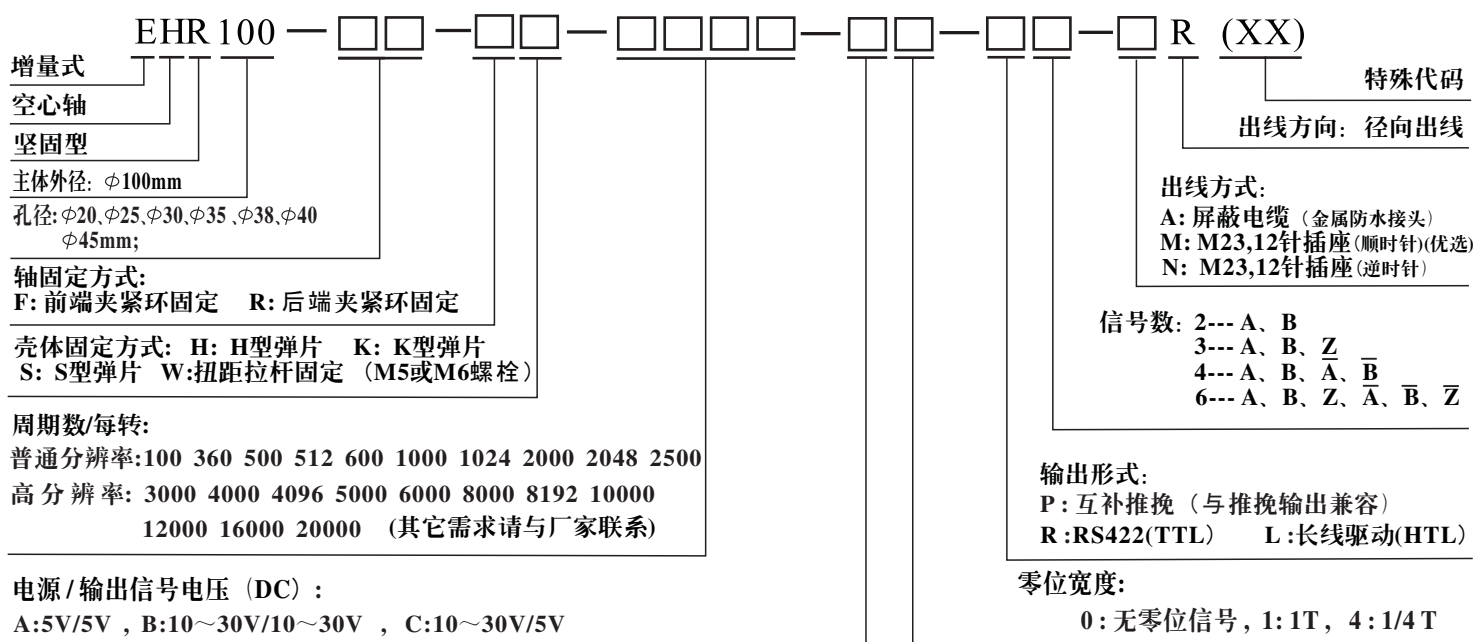 EHR100 — □□ — □□ — □□□□ — □□ — □□ — □ R (XX)
增量式
空心轴
坚固型
主体外径: φ100mm
孔径:φ20、φ25、φ30、φ35 、φ38、φ40
φ45mm;
轴固定方式:
F: 前端夹紧环固定 R: 后端夹紧环固定
壳体固定方式: H: H型弹片 K: K型弹片
S: S型弹片 W:扭距拉杆固定 (M5或M6螺栓)
周期数/每转:
普通分辨率:100 360 500 512 600 1000 1024 2000 2048 2500
高分辨率: 3000 4000 4096 5000 6000 8000 8192 10000
12000 16000 20000 (其它需求请与厂家联系)
电源/输出信号电压 (DC) :
A:5V/5V , B:10~30V/10~30V , C:10~30V/5V
特殊代码
出线方向: 径向出线
出线方式:
A: 屏蔽电缆 (金属防水接头)
M: M23,12针插座(顺时针)(优选)
N: M23,12针插座(逆时针)
信号数: 2--- A、B
3--- A、B、Z
4--- A、B、A̅、B̅
6--- A、B、Z、A̅、B̅、Z̅
输出形式:
P : 互补推挽 (与推挽输出兼容)
R :RS422(TTL) L :长线驱动(HTL)
零位宽度:
0 : 无零位信号, 1: 1T, 4 : 1/4 T